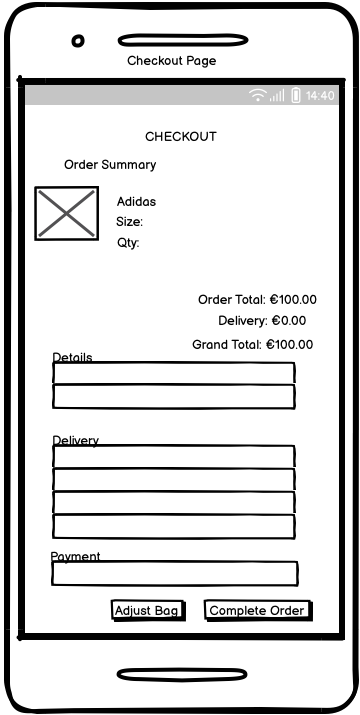 Checkout Page
14:40
CHECKOUT
Order Summary
Adidas
Size:
Qty:
Order Total: €100.00
Delivery: €0.00
Grand Total: €100.00
Details
Delivery
Payment
Adjust Bag
Complete Order